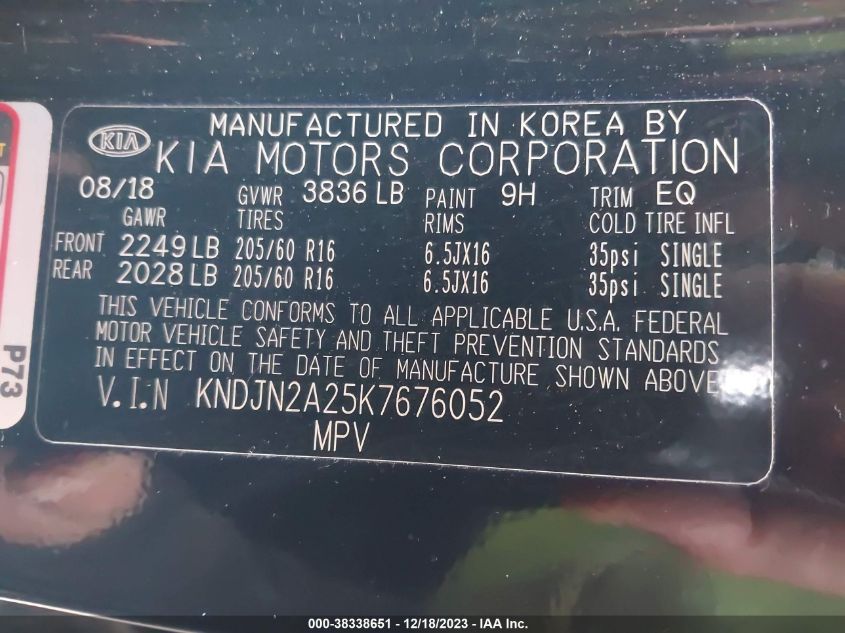 MANUFACTURED IN KOREA BY
KIA KIA MOTORS CORPORATION
08/18 GVWR 3836 LB PAINT 9H TRIM EQ
GAWR TIRES RIMS COLD TIRE INFL
FRONT 2249 LB 205/60 R16 6.5JX16 35psi SINGLE
REAR 2028 LB 205/60 R16 6.5JX16 35psi SINGLE
THIS VEHICLE CONFORMS TO ALL APPLICABLE U.S.A. FEDERAL
MOTOR VEHICLE SAFETY AND THEFT PREVENTION STANDARDS
IN EFFECT ON THE DATE OF MANUFACTURE SHOWN ABOVE
V.I.N KNDJN2A25K7676052
MPV
P73
000-38338651 - 12/18/2023 - IAA Inc.